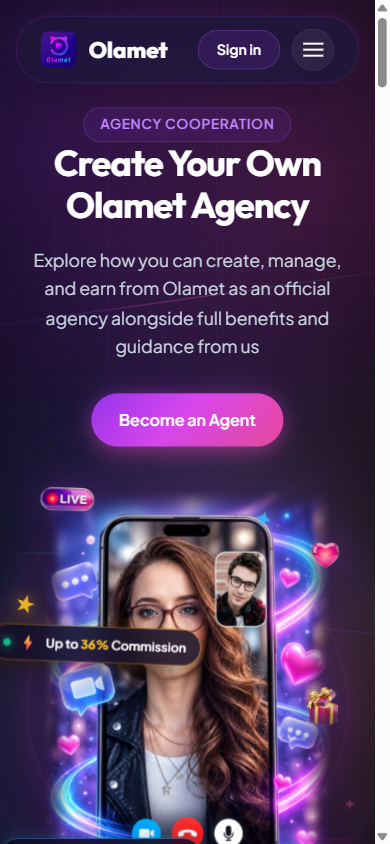 Olamet
Olamet
Sign in
AGENCY COOPERATION
Create Your Own
Olamet Agency
Explore how you can create, manage,
and earn from Olamet as an official
agency alongside full benefits and
guidance from us
Become an Agent
LIVE
Up to 36% Commission